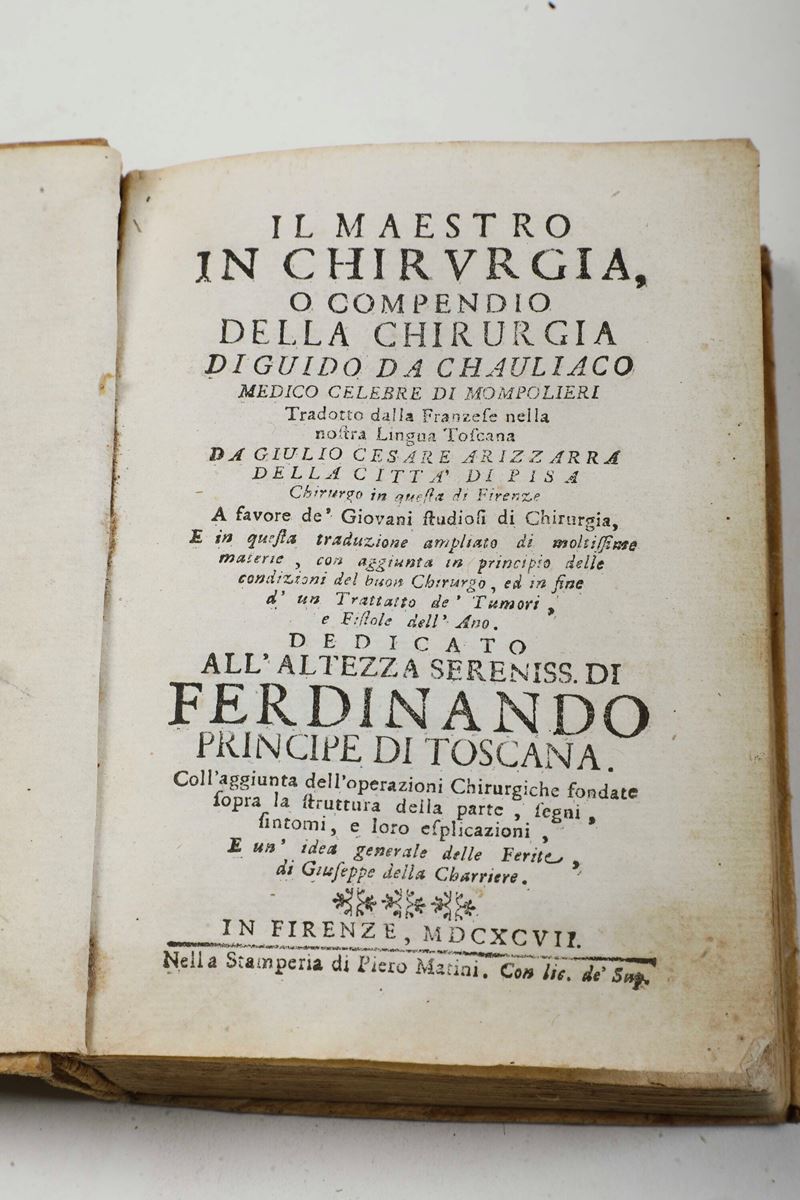 IL MAESTRO
IN CHIRVRGIA,
O COMPENDIO
DELLA CHIRURGIA
DI GUIDO DA CHAULIACO
MEDICO CELEBRE DI MOMPOLIERI
Tradotto dalla Franzeſe nella
noſtra Lingua Toſcana
DA GIULIO CESARE ARIZZARRA
DELLA CITTA' DI PISA
Chirurgo in queſta di Firenze
A favore de' Giovani ſtudioſi di Chirurgia,
E in queſta traduzione ampliato di moltiſſime
materie, con aggiunta in principio delle
condizioni del buon Chirurgo, ed in fine
d' un Trattatto de' Tumori,
e Fiſtole dell' Ano.
DEDICATO
ALL' ALTEZZA SERENISS. DI
FERDINANDO
PRINCIPE DI TOSCANA.
Coll'aggiunta dell'operazioni Chirurgiche fondate
ſopra la ſtruttura della parte, ſegni,
ſintomi, e loro eſplicazioni,
E un' idea generale delle Ferite,
di Giuſeppe della Charriere.
IN FIRENZE, MDCXCVII.
Nella Stamperia di Piero Matini. Con lic. de' Sup.